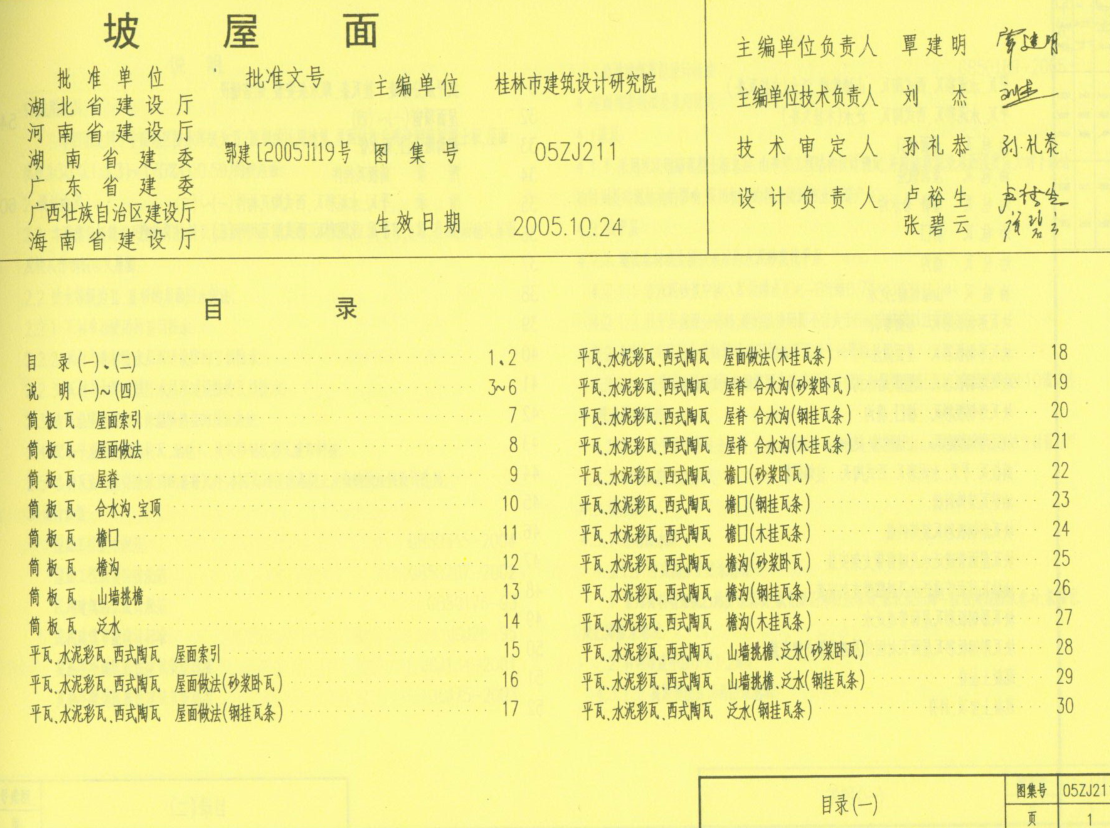 坡屋面
批准单位 批准文号 主编单位 桂林市建筑设计研究院
湖北省建设厅
河南省建设厅
湖南省建委 鄂建[2005]119号 图集号 05ZJ211
广东省建委
广西壮族自治区建设厅 生效日期 2005.10.24
海南省建设厅
主编单位负责人 覃建明 覃建明
主编单位技术负责人 刘杰 刘杰
技术审定人 孙礼恭 孙礼恭
设计负责人 卢裕生 卢裕生
张碧云 张碧云
目录
目录(一)、(二) 1、2
说明(一)~(四) 3~6
筒板瓦 屋面索引 7
筒板瓦 屋面做法 8
筒板瓦 屋脊 9
筒板瓦 合水沟、宝顶 10
筒板瓦 檐口 11
筒板瓦 檐沟 12
筒板瓦 山墙挑檐 13
筒板瓦 泛水 14
平瓦、水泥彩瓦、西式陶瓦 屋面索引 15
平瓦、水泥彩瓦、西式陶瓦 屋面做法(砂浆卧瓦) 16
平瓦、水泥彩瓦、西式陶瓦 屋面做法(钢挂瓦条) 17
平瓦、水泥彩瓦、西式陶瓦 屋面做法(木挂瓦条) 18
平瓦、水泥彩瓦、西式陶瓦 屋脊 合水沟(砂浆卧瓦) 19
平瓦、水泥彩瓦、西式陶瓦 屋脊 合水沟(钢挂瓦条) 20
平瓦、水泥彩瓦、西式陶瓦 屋脊 合水沟(木挂瓦条) 21
平瓦、水泥彩瓦、西式陶瓦 檐口(砂浆卧瓦) 22
平瓦、水泥彩瓦、西式陶瓦 檐口(钢挂瓦条) 23
平瓦、水泥彩瓦、西式陶瓦 檐口(木挂瓦条) 24
平瓦、水泥彩瓦、西式陶瓦 檐沟(砂浆卧瓦) 25
平瓦、水泥彩瓦、西式陶瓦 檐沟(钢挂瓦条) 26
平瓦、水泥彩瓦、西式陶瓦 檐沟(木挂瓦条) 27
平瓦、水泥彩瓦、西式陶瓦 山墙挑檐、泛水(砂浆卧瓦) 28
平瓦、水泥彩瓦、西式陶瓦 山墙挑檐、泛水(钢挂瓦条) 29
平瓦、水泥彩瓦、西式陶瓦 泛水(钢挂瓦条) 30
目录(一) 图集号 05ZJ21
页 1